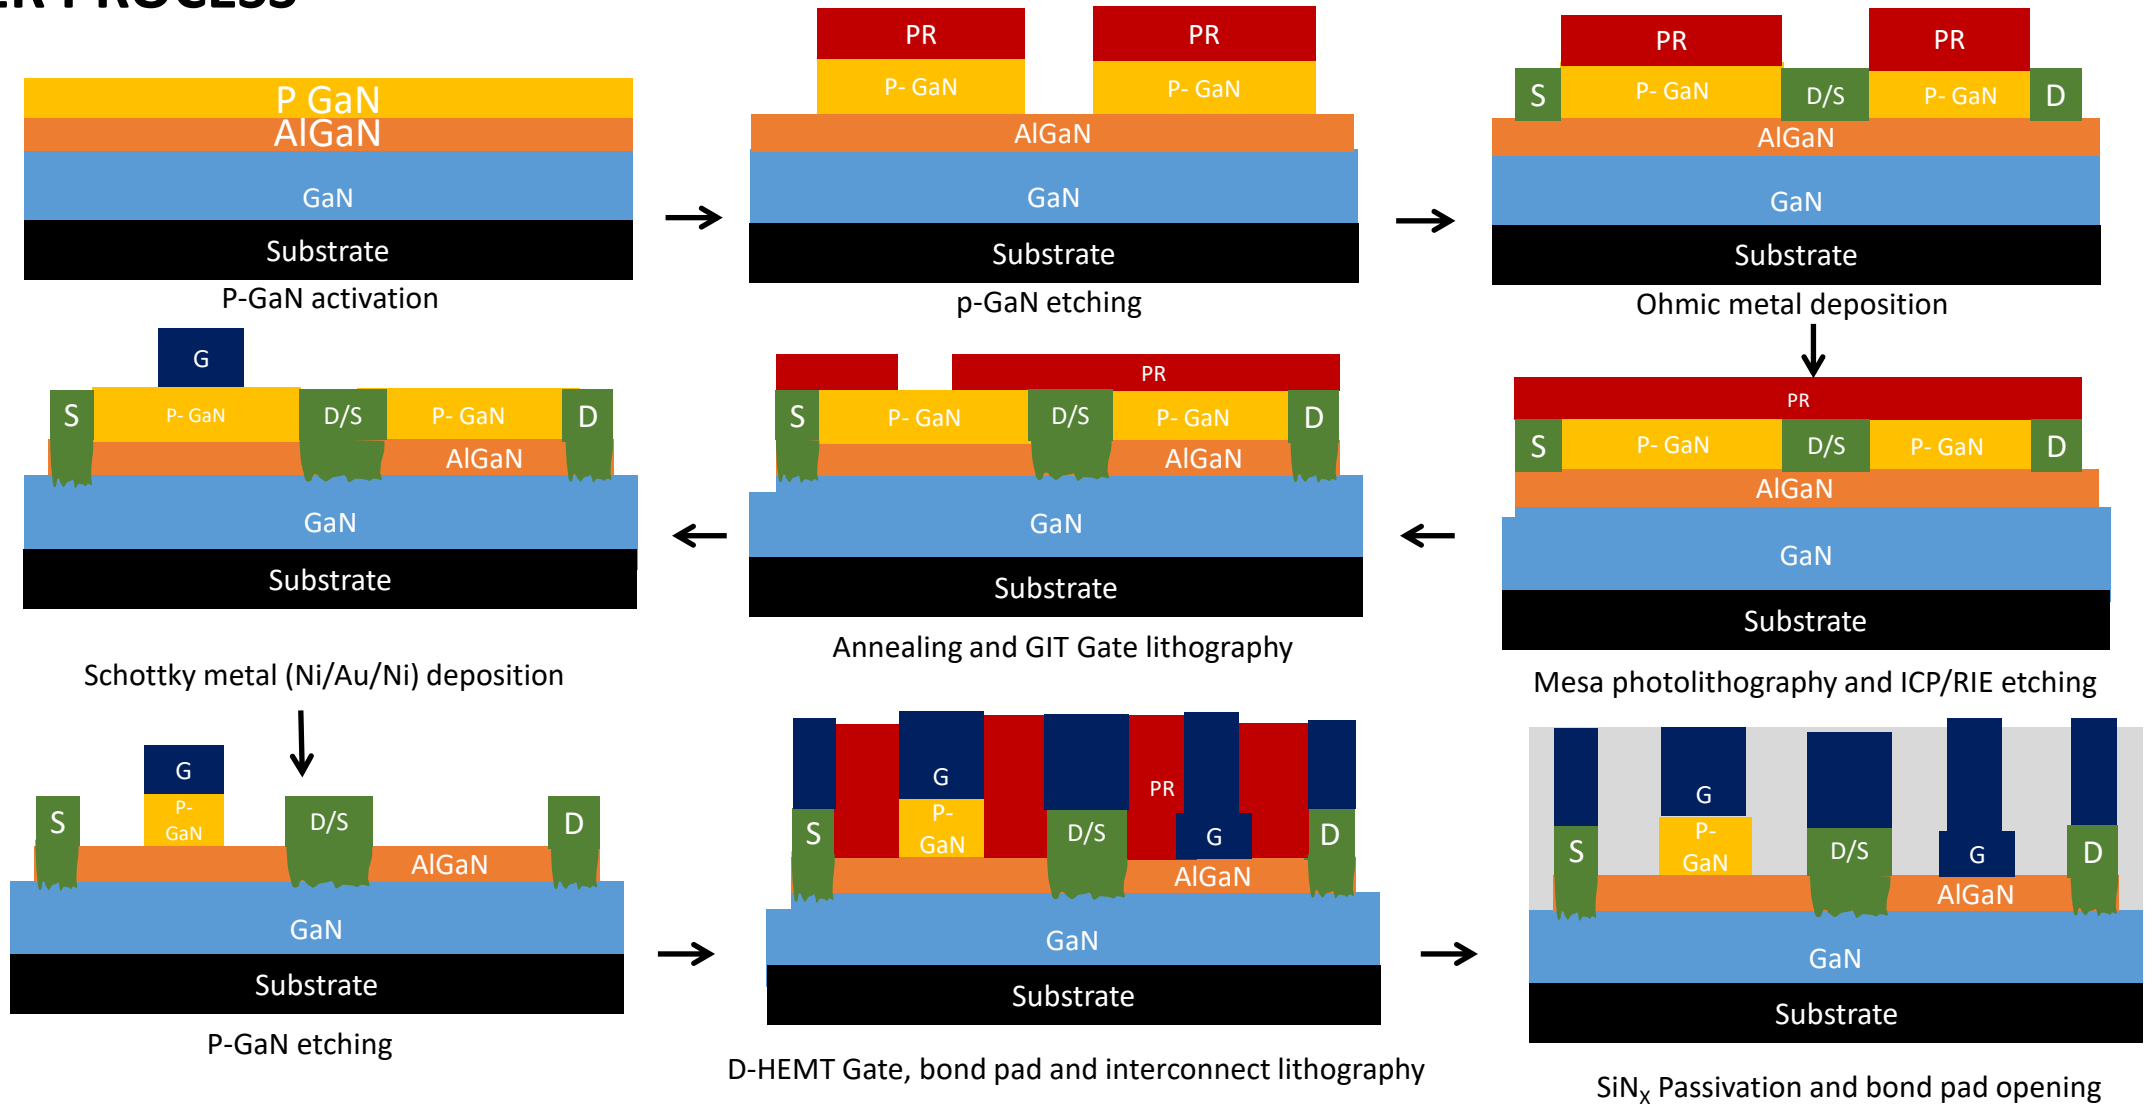 PR
PR
P- GaN
P- GaN
AlGaN
GaN
Substrate
p-GaN etching
P GaN
AlGaN
GaN
Substrate
P-GaN activation
PR
PR
S
P- GaN
D/S
P- GaN
D
AlGaN
GaN
Substrate
Ohmic metal deposition
PR
S
P- GaN
D/S
P- GaN
D
AlGaN
GaN
Substrate
Mesa photolithography and ICP/RIE etching
PR
S
P- GaN
D/S
P- GaN
D
AlGaN
GaN
Substrate
Annealing and GIT Gate lithography
G
S
P- GaN
D/S
P- GaN
D
AlGaN
GaN
Substrate
Schottky metal (Ni/Au/Ni) deposition
G
S
P-
GaN
D/S
D
AlGaN
GaN
Substrate
P-GaN etching
G
PR
S
P-
GaN
D/S
G
D
AlGaN
GaN
Substrate
D-HEMT Gate, bond pad and interconnect lithography
G
S
P-
GaN
D/S
G
D
AlGaN
GaN
Substrate
SiNX Passivation and bond pad opening